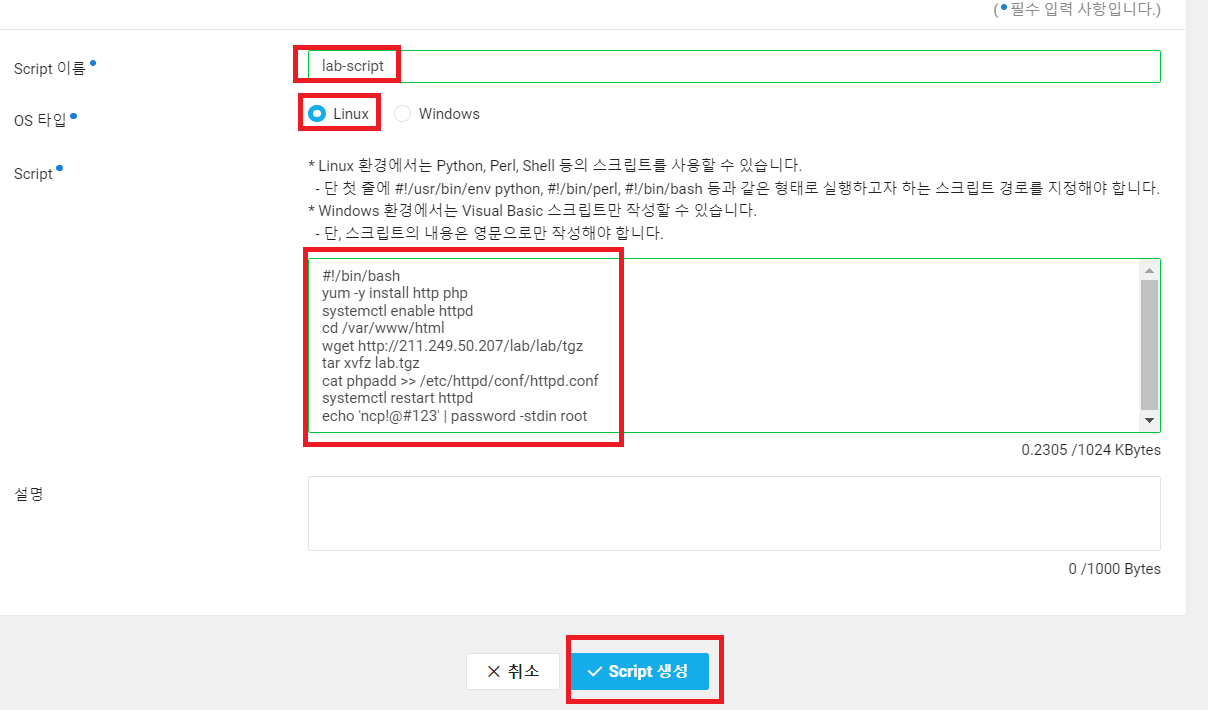 (•필수 입력 사항입니다.)
Script 이름•
lab-script
OS 타입•
Linux
Windows
Script•
* Linux 환경에서는 Python, Perl, Shell 등의 스크립트를 사용할 수 있습니다.
- 단 첫 줄에 #!/usr/bin/env python, #!/bin/perl, #!/bin/bash 등과 같은 형태로 실행하고자 하는 스크립트 경로를 지정해야 합니다.
* Windows 환경에서는 Visual Basic 스크립트만 작성할 수 있습니다.
- 단, 스크립트의 내용은 영문으로만 작성해야 합니다.
#!/bin/bash
yum -y install http php
systemctl enable httpd
cd /var/www/html
wget http://211.249.50.207/lab/lab/tgz
tar xvfz lab.tgz
cat phpadd >> /etc/httpd/conf/httpd.conf
systemctl restart httpd
echo 'ncp!@#123' | password -stdin root
0.2305 /1024 KBytes
설명
0 /1000 Bytes
취소
Script 생성